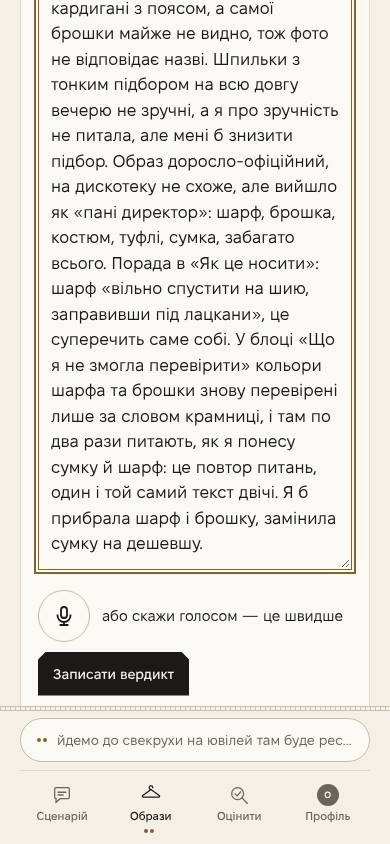 кардигані з поясом, а самої
брошки майже не видно, тож фото
не відповідає назві. Шпильки з
тонким підбором на всю довгу
вечерю не зручні, а я про зручність
не питала, але мені б знизити
підбор. Образ доросло-офіційний,
на дискотеку не схоже, але вийшло
як «пані директор»: шарф, брошка,
костюм, туфлі, сумка, забагато
всього. Порада в «Як це носити»:
шарф «вільно спустити на шию,
заправивши під лацкани», це
суперечить саме собі. У блоці «Що
я не змогла перевірити» кольори
шарфа та брошки знову перевірені
лише за словом крамниці, і там по
два рази питають, як я понесу
сумку й шарф: це повтор питань,
один і той самий текст двічі. Я б
прибрала шарф і брошку, замінила
сумку на дешевшу.
або скажи голосом — це швидше
Записати вердикт
йдемо до свекрухи на ювілей там буде рес...
Сценарій
Образи
Оцінити
О
Профіль